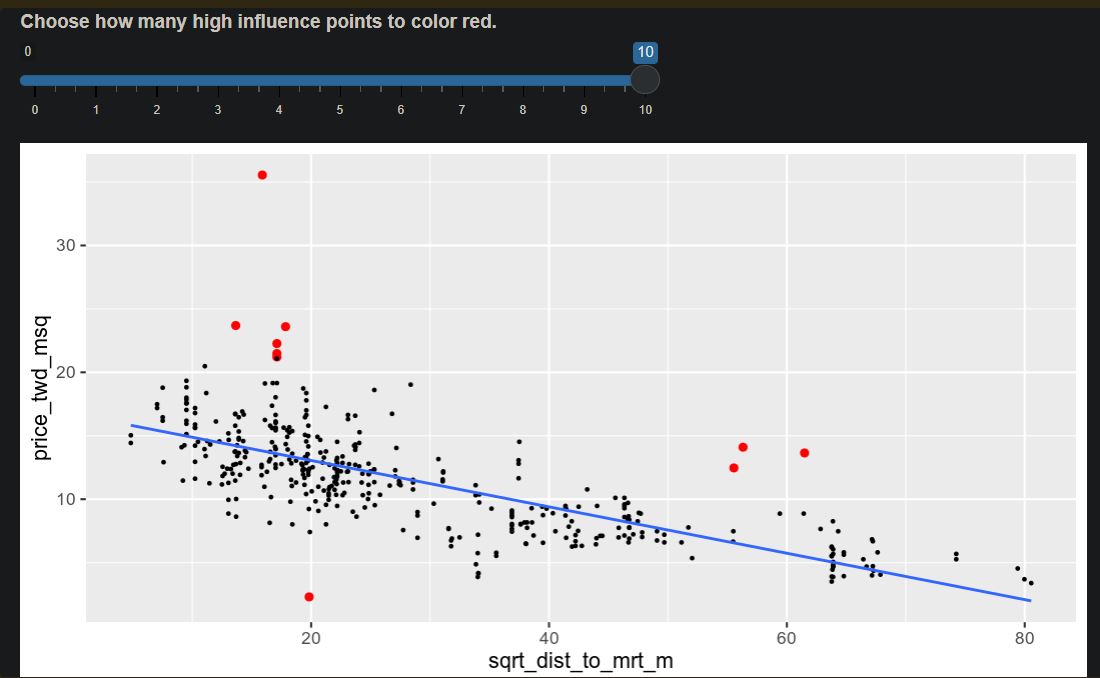 Choose how many high influence points to color red.
0
10
0 1 2 3 4 5 6 7 8 9 10
30
20
10
price_twd_msq
20 40 60 80
sqrt_dist_to_mrt_m